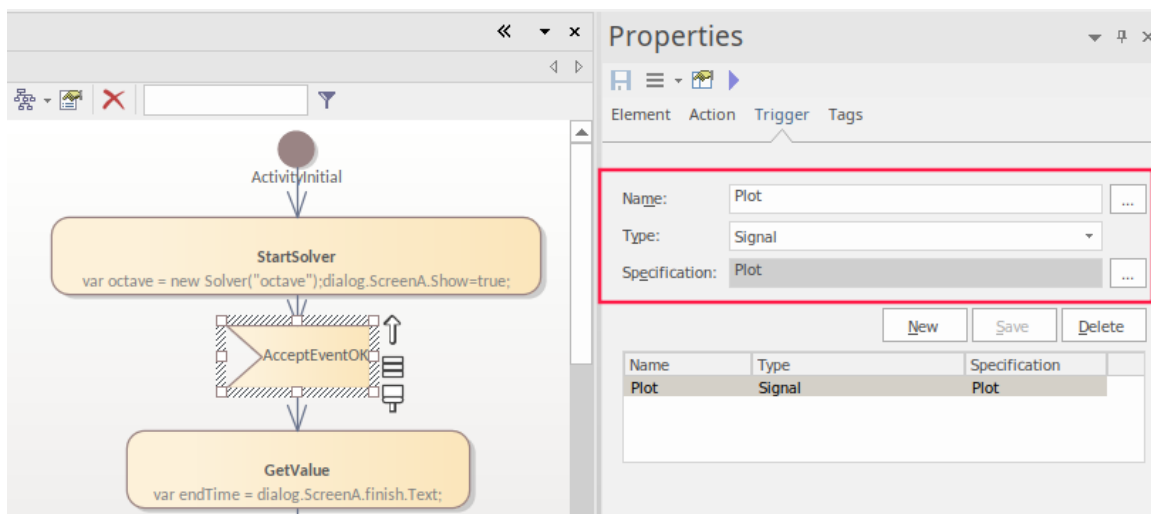 Properties
Element Action Trigger Tags
ActivityInitial
StartSolver
var octave = new Solver("octave");dialog.ScreenA.Show=true;
AcceptEventOK
GetValue
var endTime = dialog.ScreenA.finish.Text;
Name: Plot ...
Type: Signal
Specification: Plot ...
New Save Delete
Name Type Specification
Plot Signal Plot